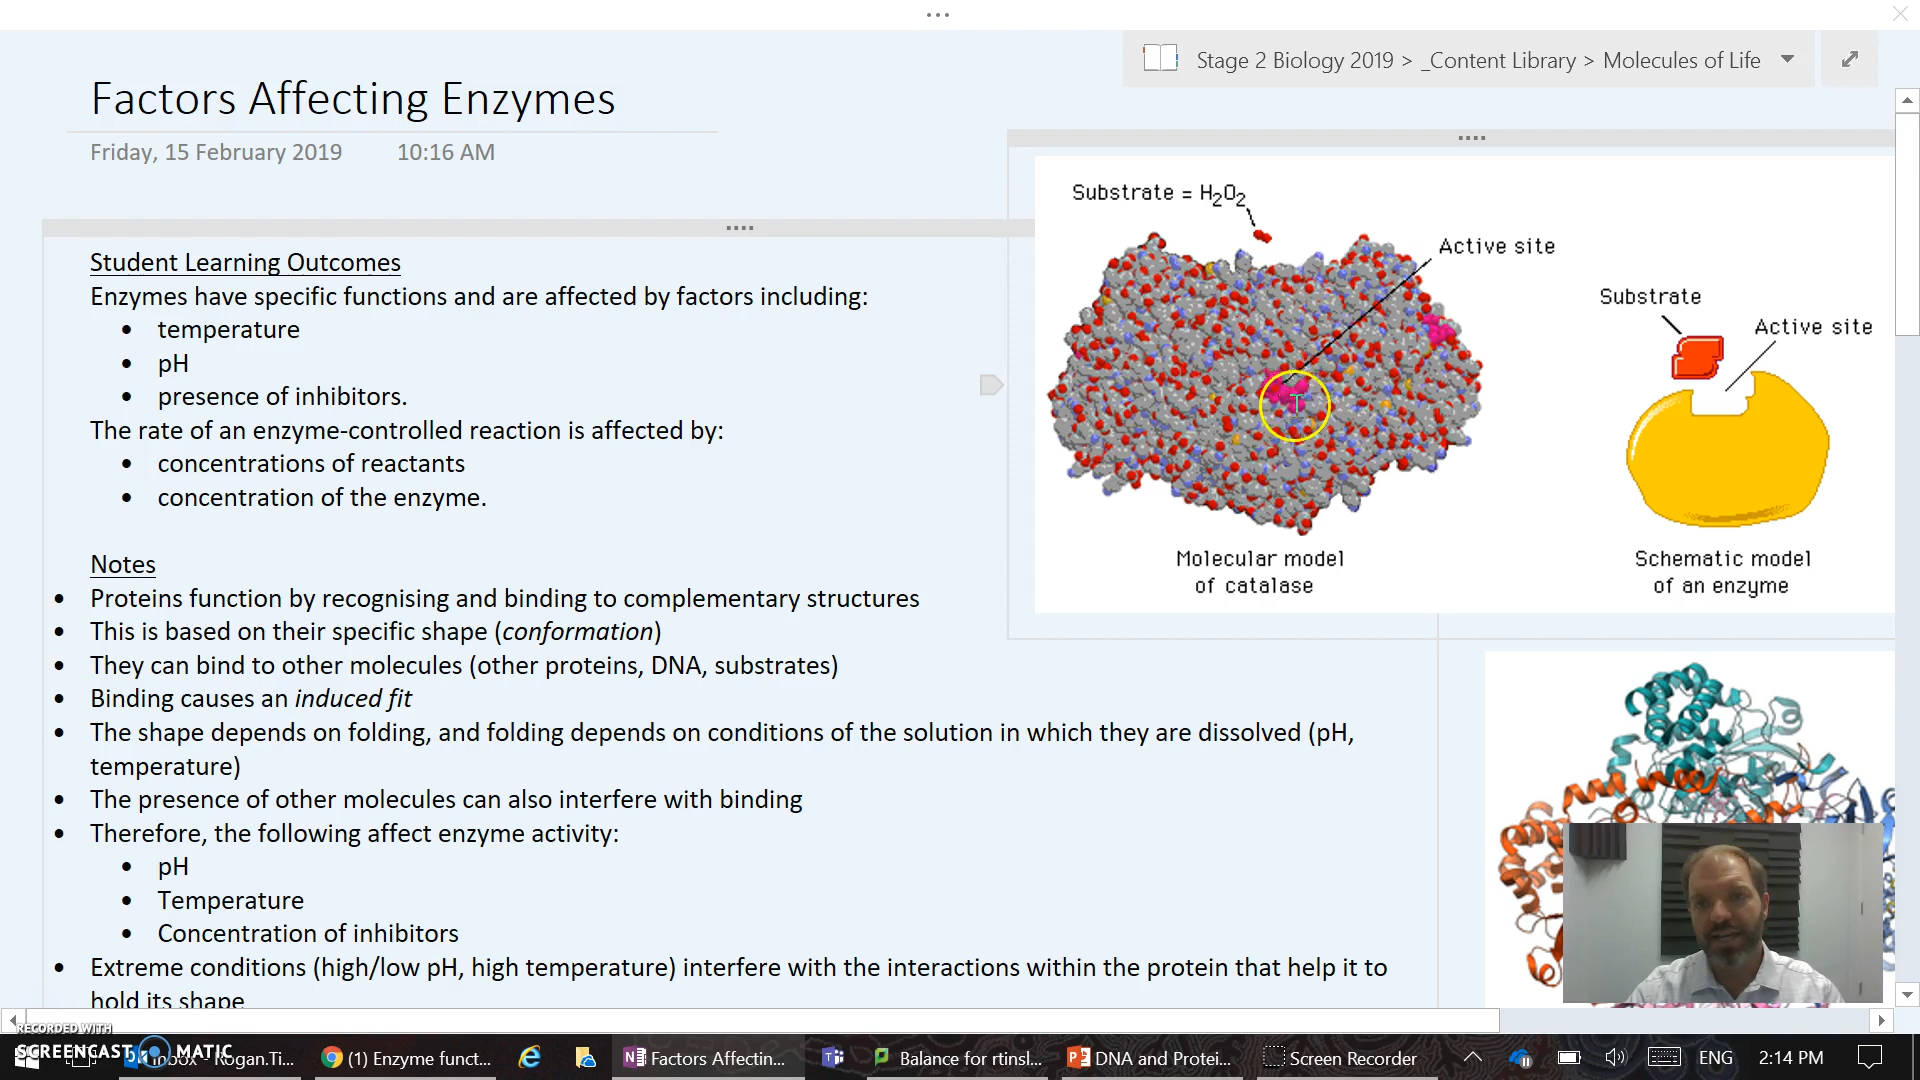 Stage 2 Biology 2019 > _Content Library > Molecules of Life
Factors Affecting Enzymes
Friday, 15 February 2019 10:16 AM
Student Learning Outcomes
Enzymes have specific functions and are affected by factors including:
• temperature
• pH
• presence of inhibitors.
The rate of an enzyme-controlled reaction is affected by:
• concentrations of reactants
• concentration of the enzyme.
Notes
• Proteins function by recognising and binding to complementary structures
• This is based on their specific shape (conformation)
• They can bind to other molecules (other proteins, DNA, substrates)
• Binding causes an induced fit
• The shape depends on folding, and folding depends on conditions of the solution in which they are dissolved (pH,
temperature)
• The presence of other molecules can also interfere with binding
• Therefore, the following affect enzyme activity:
• pH
• Temperature
• Concentration of inhibitors
• Extreme conditions (high/low pH, high temperature) interfere with the interactions within the protein that help it to
hold its shape
Substrate = H₂O₂
Active site
Molecular model
of catalase
Substrate
Active site
Schematic model
of an enzyme
RECORDED WITH
SCREENCAST MATIC
Inbox - Rogan.Ti...
(1) Enzyme funct...
Factors Affectin...
Balance for rtinsl...
DNA and Protei...
Screen Recorder
ENG
2:14 PM